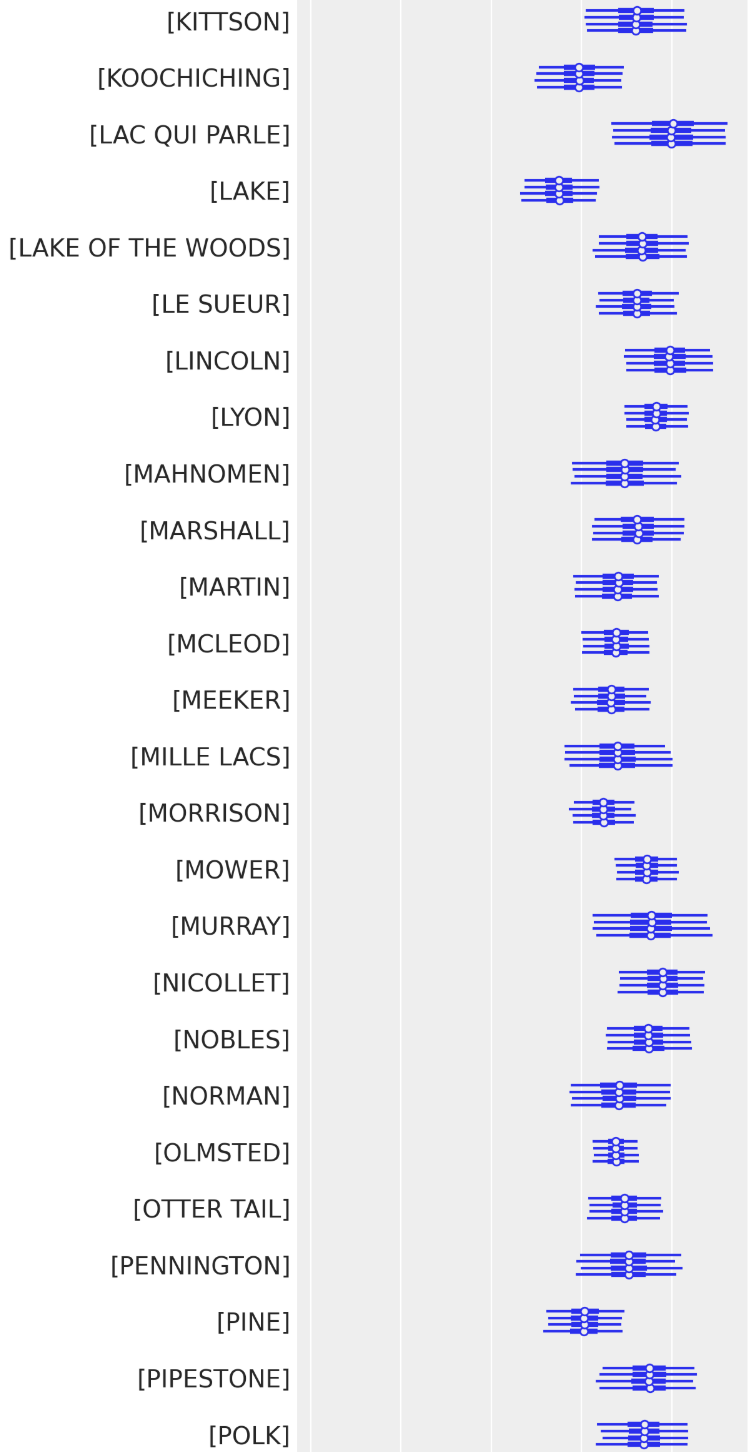 [KITTSON]
[KOOCHICHING]
[LAC QUI PARLE]
[LAKE]
[LAKE OF THE WOODS]
[LE SUEUR]
[LINCOLN]
[LYON]
[MAHNOMEN]
[MARSHALL]
[MARTIN]
[MCLEOD]
[MEEKER]
[MILLE LACS]
[MORRISON]
[MOWER]
[MURRAY]
[NICOLLET]
[NOBLES]
[NORMAN]
[OLMSTED]
[OTTER TAIL]
[PENNINGTON]
[PINE]
[PIPESTONE]
[POLK]